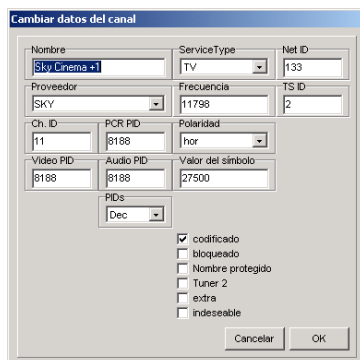 Cambiar datos del canal
Nombre ServiceType Net ID
Sky Cinema +1 TV 133
Proveedor Frecuencia TS ID
SKY 11798 2
Ch. ID PCR PID Polaridad
11 8188 hor
Video PID Audio PID Valor del símbolo
8188 8188 27500
PIDs
Dec
codificado
bloqueado
Nombre protegido
Tuner 2
extra
indeseable
Cancelar OK